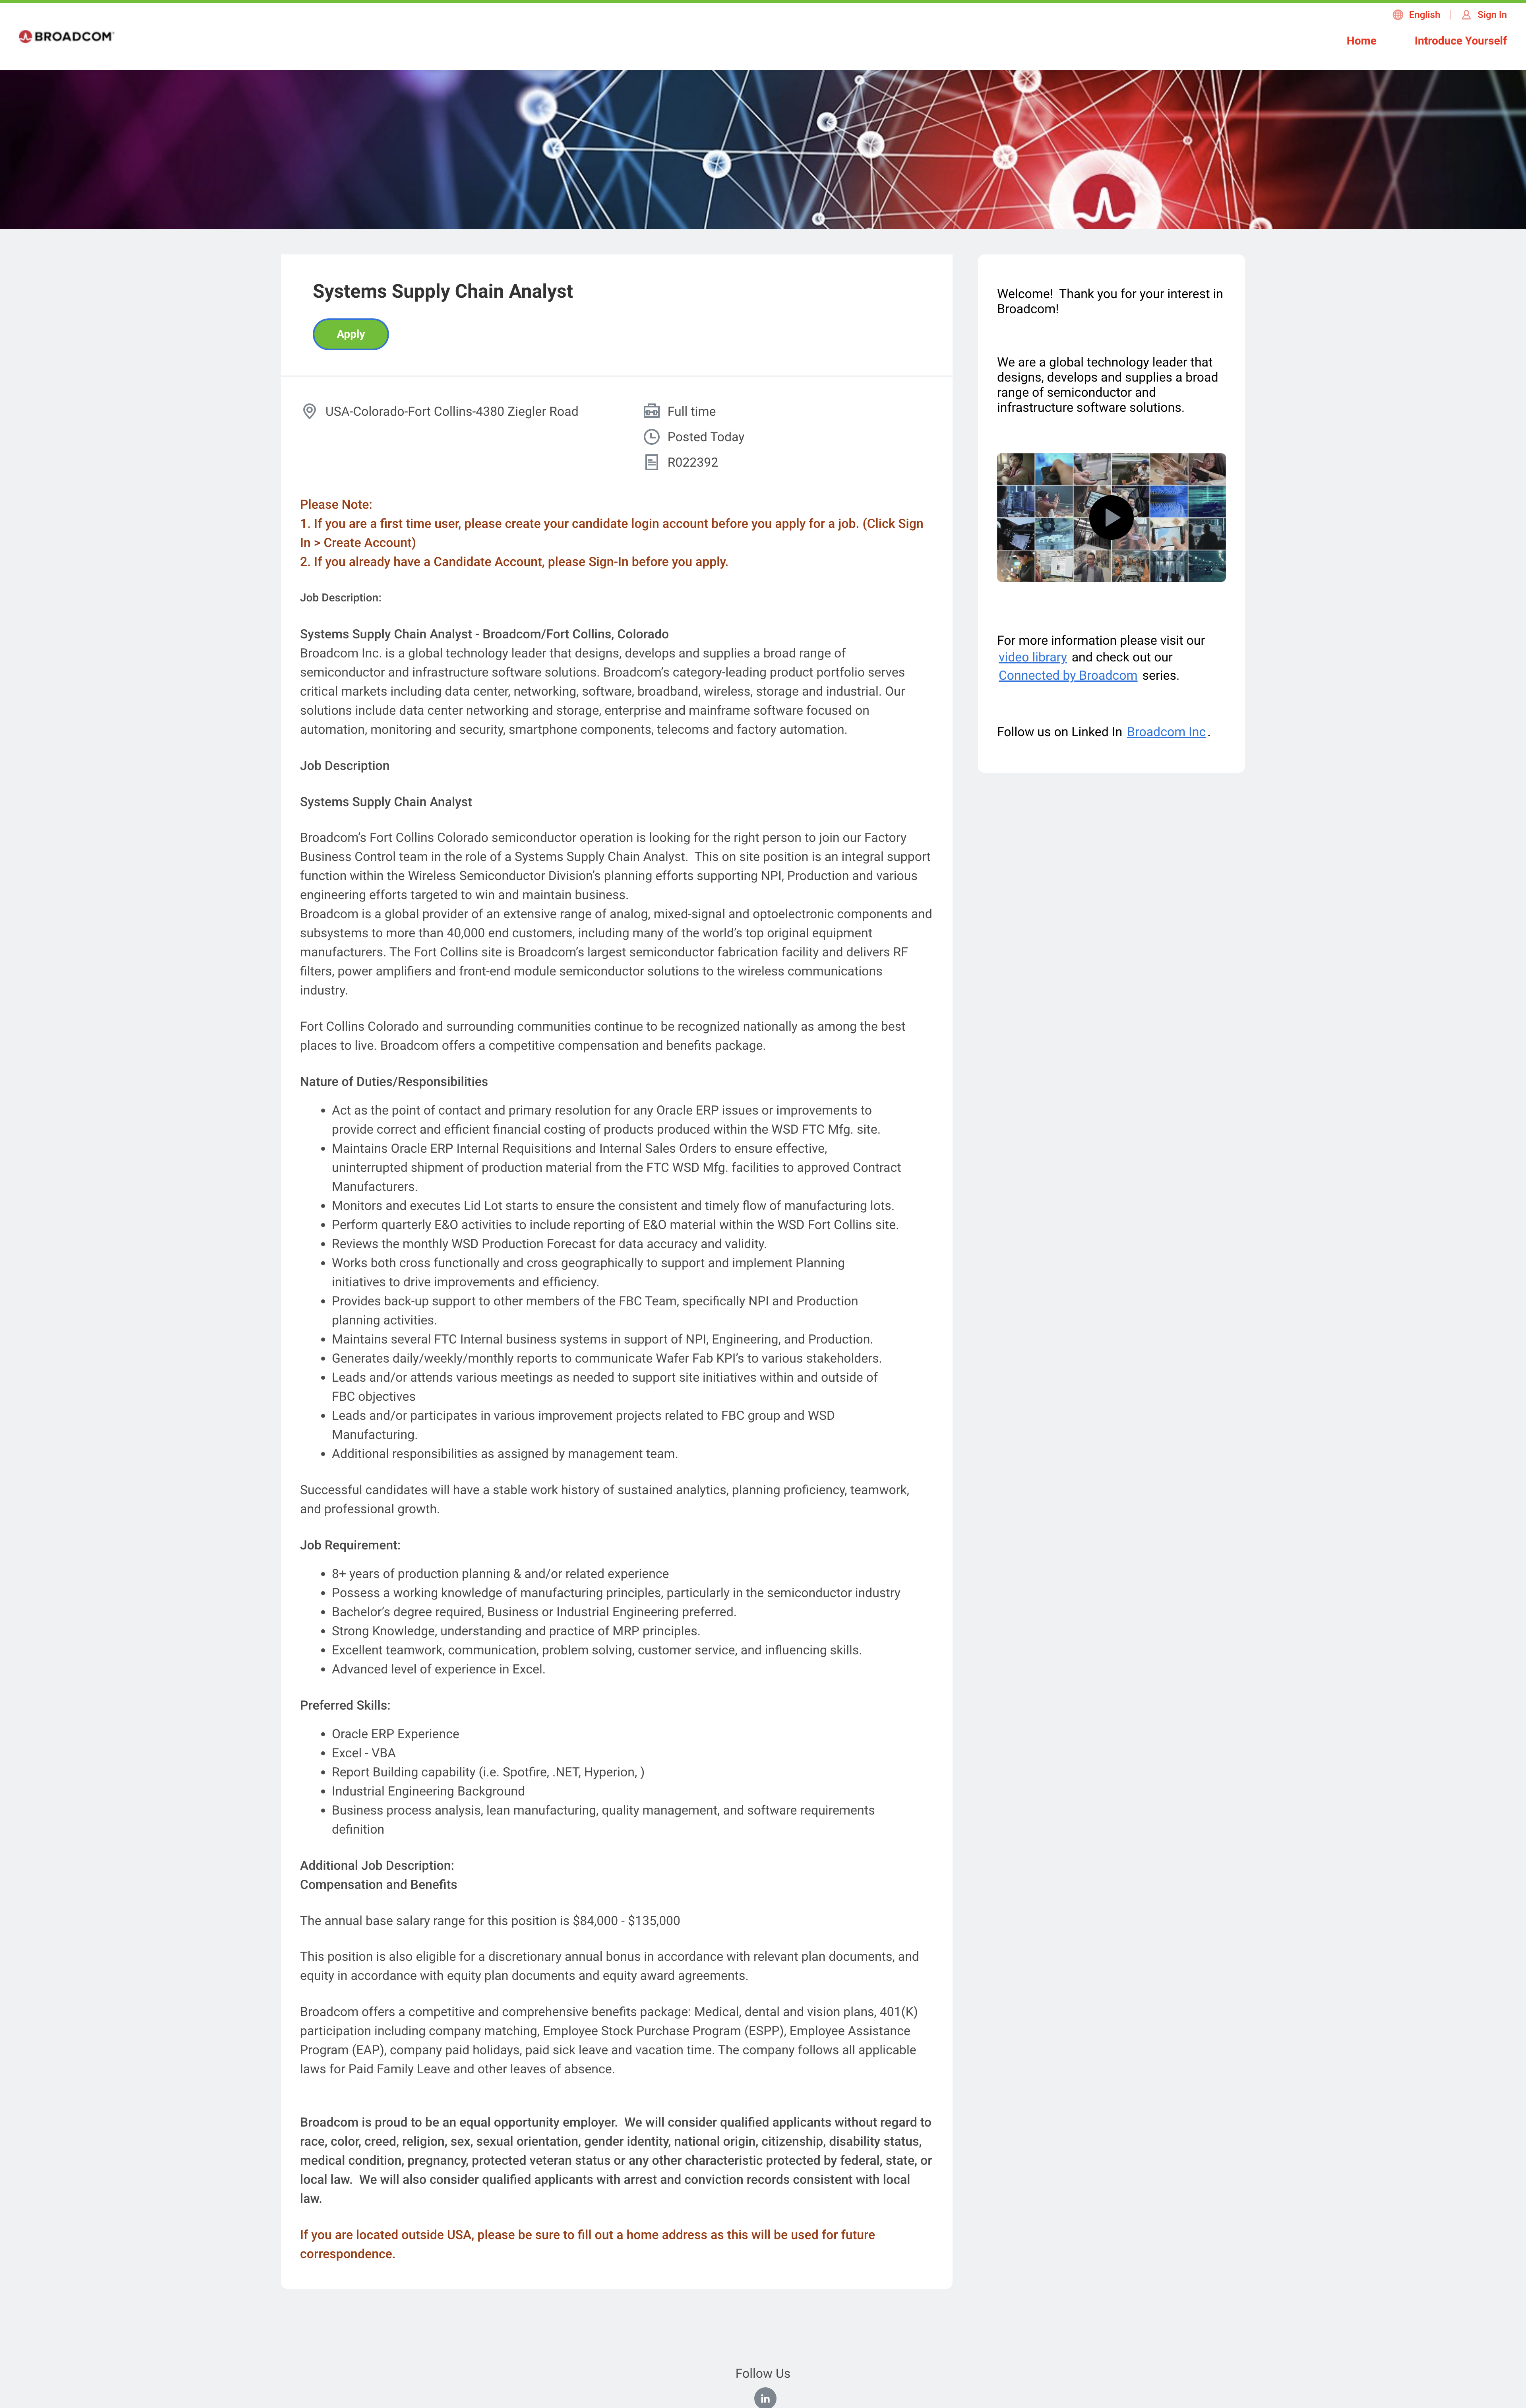 English | Sign In
BROADCOM
Home Introduce Yourself
Systems Supply Chain Analyst
Apply
USA-Colorado-Fort Collins-4380 Ziegler Road
Full time
Posted Today
R022392
Please Note:
1. If you are a first time user, please create your candidate login account before you apply for a job. (Click Sign
In > Create Account)
2. If you already have a Candidate Account, please Sign-In before you apply.
Job Description:
Systems Supply Chain Analyst - Broadcom/Fort Collins, Colorado
Broadcom Inc. is a global technology leader that designs, develops and supplies a broad range of
semiconductor and infrastructure software solutions. Broadcom’s category-leading product portfolio serves
critical markets including data center, networking, software, broadband, wireless, storage and industrial. Our
solutions include data center networking and storage, enterprise and mainframe software focused on
automation, monitoring and security, smartphone components, telecoms and factory automation.
Job Description
Systems Supply Chain Analyst
Broadcom’s Fort Collins Colorado semiconductor operation is looking for the right person to join our Factory
Business Control team in the role of a Systems Supply Chain Analyst.  This on site position is an integral support
function within the Wireless Semiconductor Division’s planning efforts supporting NPI, Production and various
engineering efforts targeted to win and maintain business.
Broadcom is a global provider of an extensive range of analog, mixed-signal and optoelectronic components and
subsystems to more than 40,000 end customers, including many of the world’s top original equipment
manufacturers. The Fort Collins site is Broadcom’s largest semiconductor fabrication facility and delivers RF
filters, power amplifiers and front-end module semiconductor solutions to the wireless communications
industry.
Fort Collins Colorado and surrounding communities continue to be recognized nationally as among the best
places to live. Broadcom offers a competitive compensation and benefits package.
Nature of Duties/Responsibilities
• Act as the point of contact and primary resolution for any Oracle ERP issues or improvements to
provide correct and efficient financial costing of products produced within the WSD FTC Mfg. site.
• Maintains Oracle ERP Internal Requisitions and Internal Sales Orders to ensure effective,
uninterrupted shipment of production material from the FTC WSD Mfg. facilities to approved Contract
Manufacturers.
• Monitors and executes Lid Lot starts to ensure the consistent and timely flow of manufacturing lots.
• Perform quarterly E&O activities to include reporting of E&O material within the WSD Fort Collins site.
• Reviews the monthly WSD Production Forecast for data accuracy and validity.
• Works both cross functionally and cross geographically to support and implement Planning
initiatives to drive improvements and efficiency.
• Provides back-up support to other members of the FBC Team, specifically NPI and Production
planning activities.
• Maintains several FTC Internal business systems in support of NPI, Engineering, and Production.
• Generates daily/weekly/monthly reports to communicate Wafer Fab KPI’s to various stakeholders.
• Leads and/or attends various meetings as needed to support site initiatives within and outside of
FBC objectives
• Leads and/or participates in various improvement projects related to FBC group and WSD
Manufacturing.
• Additional responsibilities as assigned by management team.
Successful candidates will have a stable work history of sustained analytics, planning proficiency, teamwork,
and professional growth.
Job Requirement:
• 8+ years of production planning & and/or related experience
• Possess a working knowledge of manufacturing principles, particularly in the semiconductor industry
• Bachelor’s degree required, Business or Industrial Engineering preferred.
• Strong Knowledge, understanding and practice of MRP principles.
• Excellent teamwork, communication, problem solving, customer service, and influencing skills.
• Advanced level of experience in Excel.
Preferred Skills:
• Oracle ERP Experience
• Excel - VBA
• Report Building capability (i.e. Spotfire, .NET, Hyperion, )
• Industrial Engineering Background
• Business process analysis, lean manufacturing, quality management, and software requirements
definition
Additional Job Description:
Compensation and Benefits
The annual base salary range for this position is $84,000 - $135,000
This position is also eligible for a discretionary annual bonus in accordance with relevant plan documents, and
equity in accordance with equity plan documents and equity award agreements.
Broadcom offers a competitive and comprehensive benefits package: Medical, dental and vision plans, 401(K)
participation including company matching, Employee Stock Purchase Program (ESPP), Employee Assistance
Program (EAP), company paid holidays, paid sick leave and vacation time. The company follows all applicable
laws for Paid Family Leave and other leaves of absence.
Broadcom is proud to be an equal opportunity employer.  We will consider qualified applicants without regard to
race, color, creed, religion, sex, sexual orientation, gender identity, national origin, citizenship, disability status,
medical condition, pregnancy, protected veteran status or any other characteristic protected by federal, state, or
local law.  We will also consider qualified applicants with arrest and conviction records consistent with local
law.
If you are located outside USA, please be sure to fill out a home address as this will be used for future
correspondence.
Welcome!  Thank you for your interest in
Broadcom!
We are a global technology leader that
designs, develops and supplies a broad
range of semiconductor and
infrastructure software solutions.
For more information please visit our
video library and check out our
Connected by Broadcom series.
Follow us on Linked In Broadcom Inc.
Follow Us
in